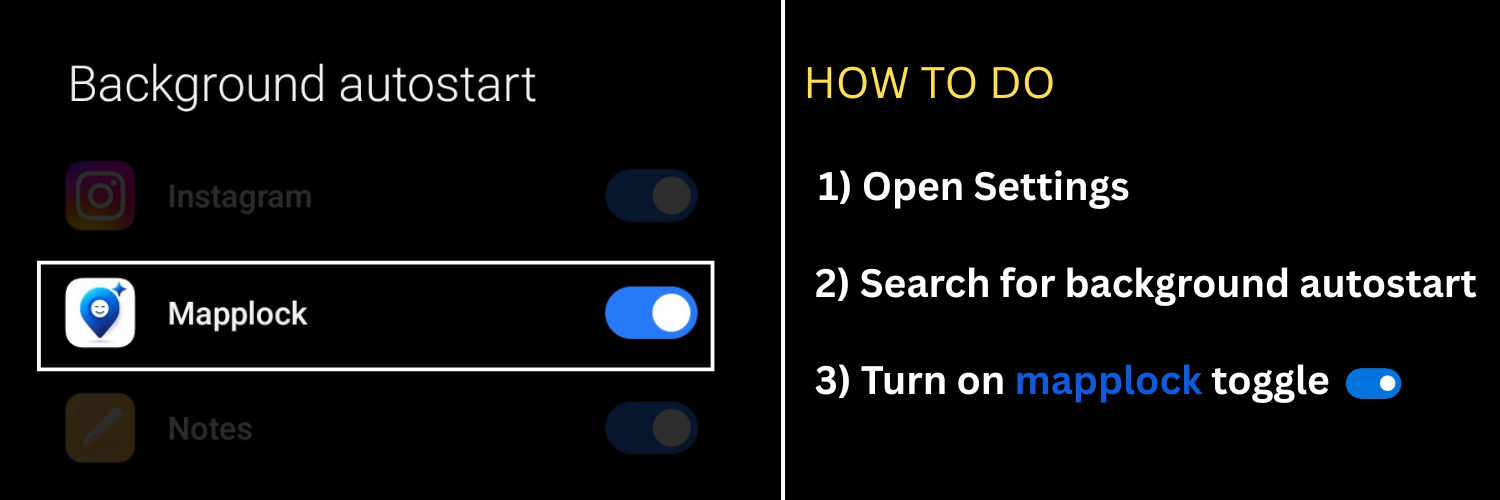 Background autostart
Instagram
Mapplock
Notes
HOW TO DO
1) Open Settings
2) Search for background autostart
3) Turn on mapplock toggle